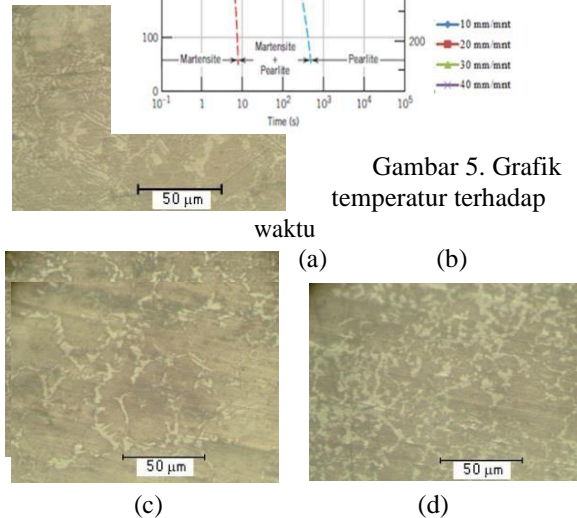 100
0
Martensite
Martensite
+
Pearlite
Pearlite
200
10⁻¹ 1 10 10² 10³ 10⁴ 10⁵
Time (s)
10 mm/mnt
20 mm/mnt
30 mm/mnt
40 mm/mnt
50 µm
Gambar 5. Grafik
temperatur terhadap
waktu
(a) (b)
50 µm
50 µm
(c) (d)